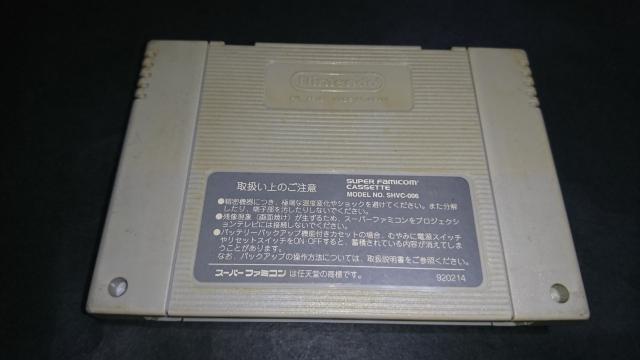 Nintendo
取扱い上のご注意
SUPER FAMICOM
CASSETTE
MODEL NO. SHVC-006
●精密機器につき、極端な温度変化やショックを避けてください。また分解
したり、端子部を汚したりしないでください。
●残像現象（画面焼け）が生ずるため、スーパーファミコンをプロジェクシ
ョンテレビには接続しないでください。
●バッテリーバックアップ機能付きカセットの場合、むやみに電源スイッチ
やリセットスイッチをON・OFFすると、蓄積されている内容が消えてしま
うことがあります。
なお、バックアップの操作方法については、取扱説明書をご参照ください。
スーパーファミコン は任天堂の商標です。
920214